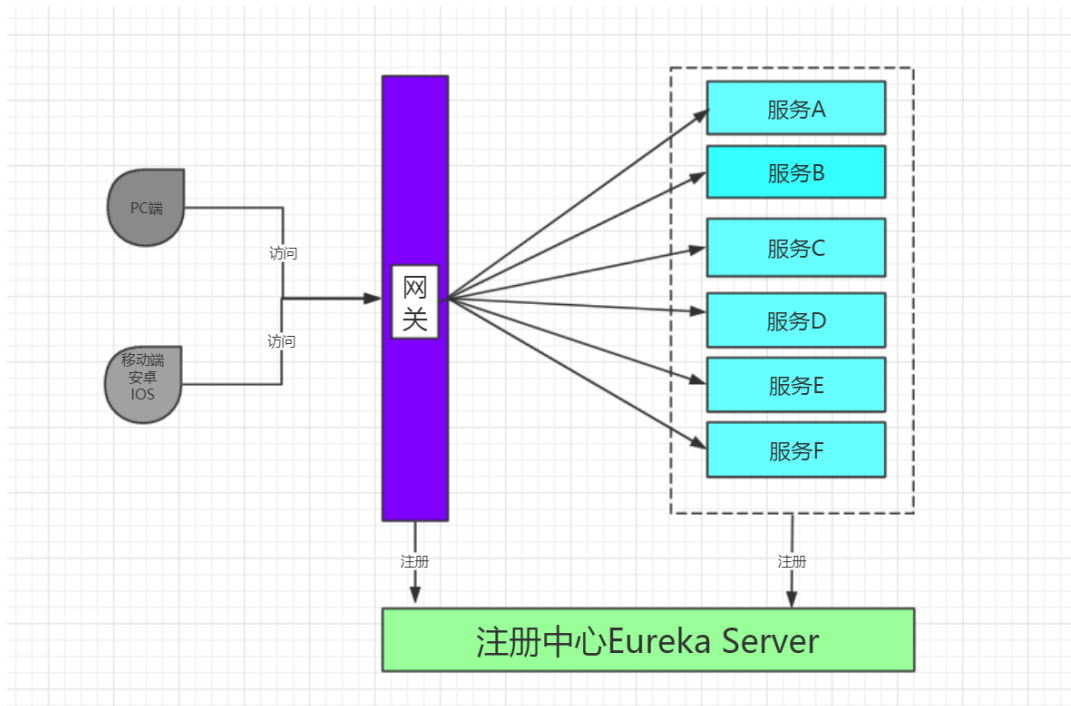 PC端
访问
移动端
安卓
IOS
访问
网
关
服务A
服务B
服务C
服务D
服务E
服务F
注册
注册
注册中心Eureka Server